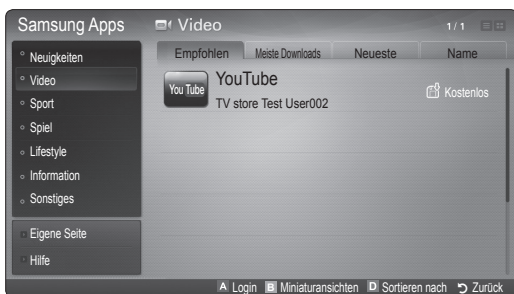 Samsung Apps
Video
1/1
Neuigkeiten
Video
Sport
Spiel
Lifestyle
Information
Sonstiges
Eigene Seite
Hilfe
Empfohlen Meiste Downloads Neueste Name
You Tube
YouTube
TV store Test User002
Kostenlos
A Login B Miniaturansichten D Sortieren nach Zurück